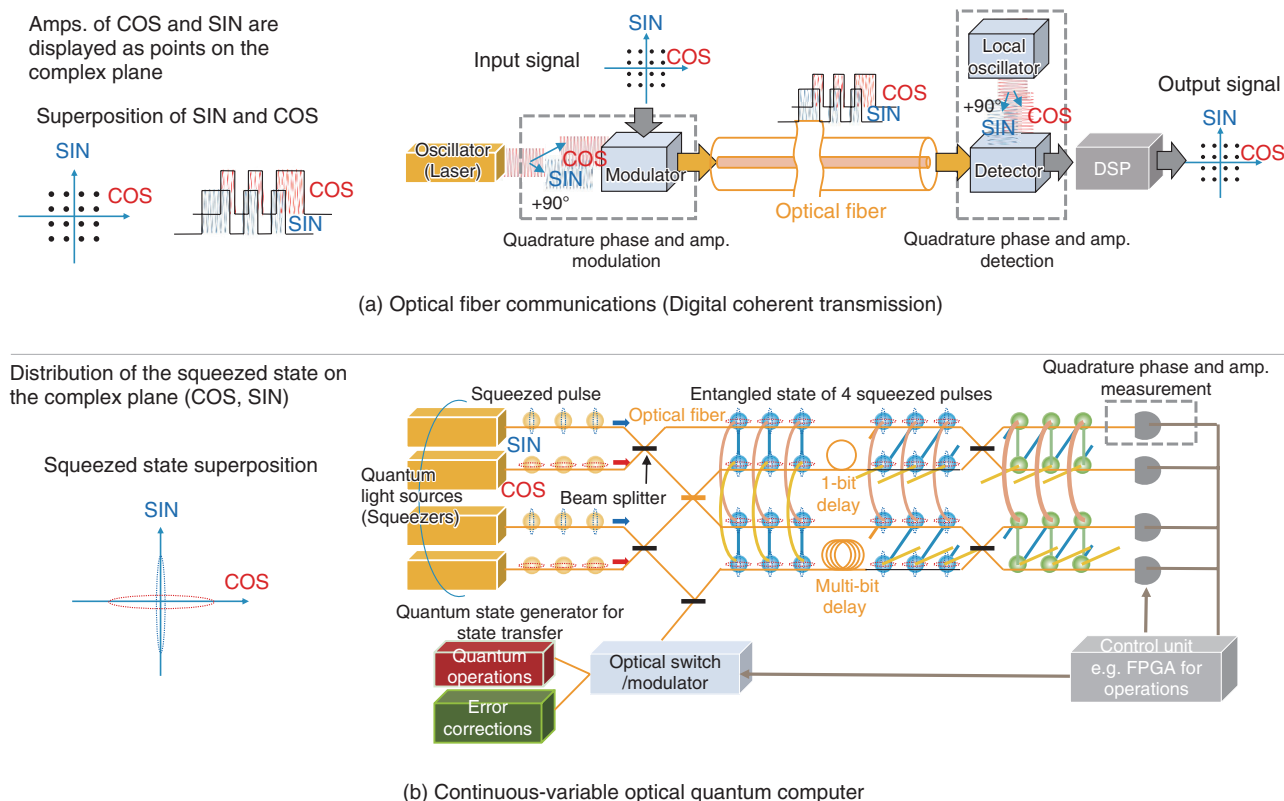 Amps. of COS and SIN are
displayed as points on the
complex plane
Superposition of SIN and COS
SIN
COS
COS
SIN
Input signal
SIN
COS
Oscillator
(Laser)
COS
SIN
+90°
Modulator
Quadrature phase and amp.
modulation
COS
SIN
Optical fiber
Local
oscillator
+90°
SIN
COS
Detector
Quadrature phase and amp.
detection
DSP
Output signal
SIN
COS
(a) Optical fiber communications (Digital coherent transmission)
Distribution of the squeezed state on
the complex plane (COS, SIN)
Squeezed state superposition
SIN
COS
Squeezed pulse
SIN
COS
Quantum
light sources
(Squeezers)
Optical fiber
Beam splitter
Entangled state of 4 squeezed pulses
1-bit
delay
Multi-bit
delay
Quadrature phase and amp.
measurement
Quantum state generator for
state transfer
Quantum
operations
Error
corrections
Optical switch
/modulator
Control unit
e.g. FPGA for
operations
(b) Continuous-variable optical quantum computer